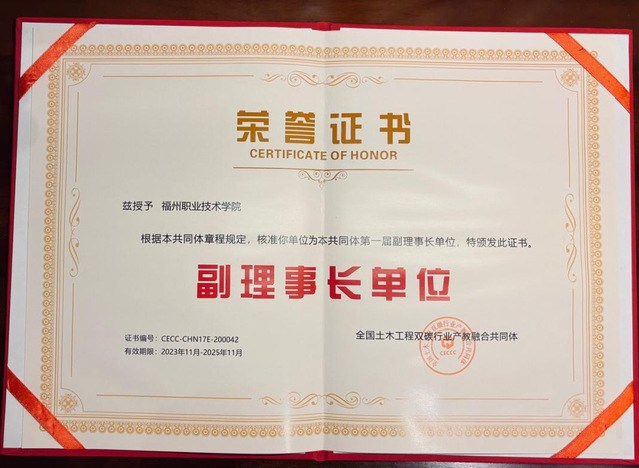 荣誉证书
CERTIFICATE OF HONOR
兹授予 福州职业技术学院
根据本共同体章程规定，核准你单位为本共同体第一届副理事长单位，特颁发此证书。
副理事长单位
证书编号：CECC-CHN17E-200042
有效期限：2023年11月-2025年11月
全国土木工程双碳行业产教融合共同体
CECCC